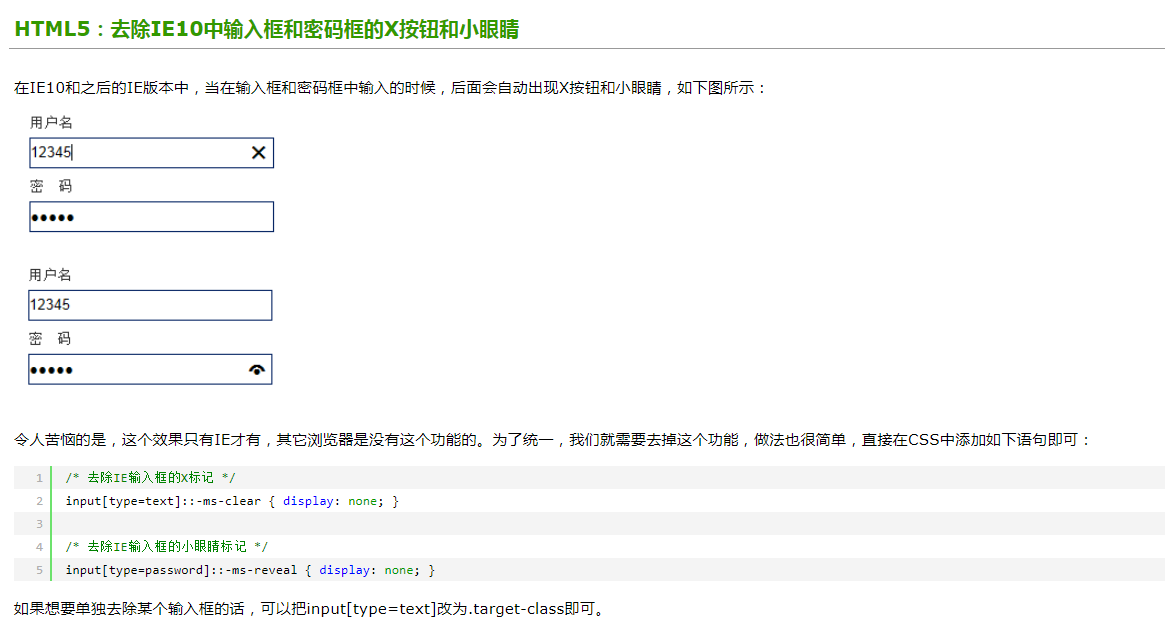 HTML5：去除IE10中输入框和密码框的X按钮和小眼睛
在IE10和之后的IE版本中，当在输入框和密码框中输入的时候，后面会自动出现X按钮和小眼睛，如下图所示：
用户名
12345
密 码
•••••
用户名
12345
密 码
•••••
令人苦恼的是，这个效果只有IE才有，其它浏览器是没有这个功能的。为了统一，我们就需要去掉这个功能，做法也很简单，直接在CSS中添加如下语句即可：
1 /* 去除IE输入框的X标记 */
2 input[type=text]::-ms-clear { display: none; }
3
4 /* 去除IE输入框的小眼睛标记 */
5 input[type=password]::-ms-reveal { display: none; }
如果想要单独去除某个输入框的话，可以把input[type=text]改为.target-class即可。